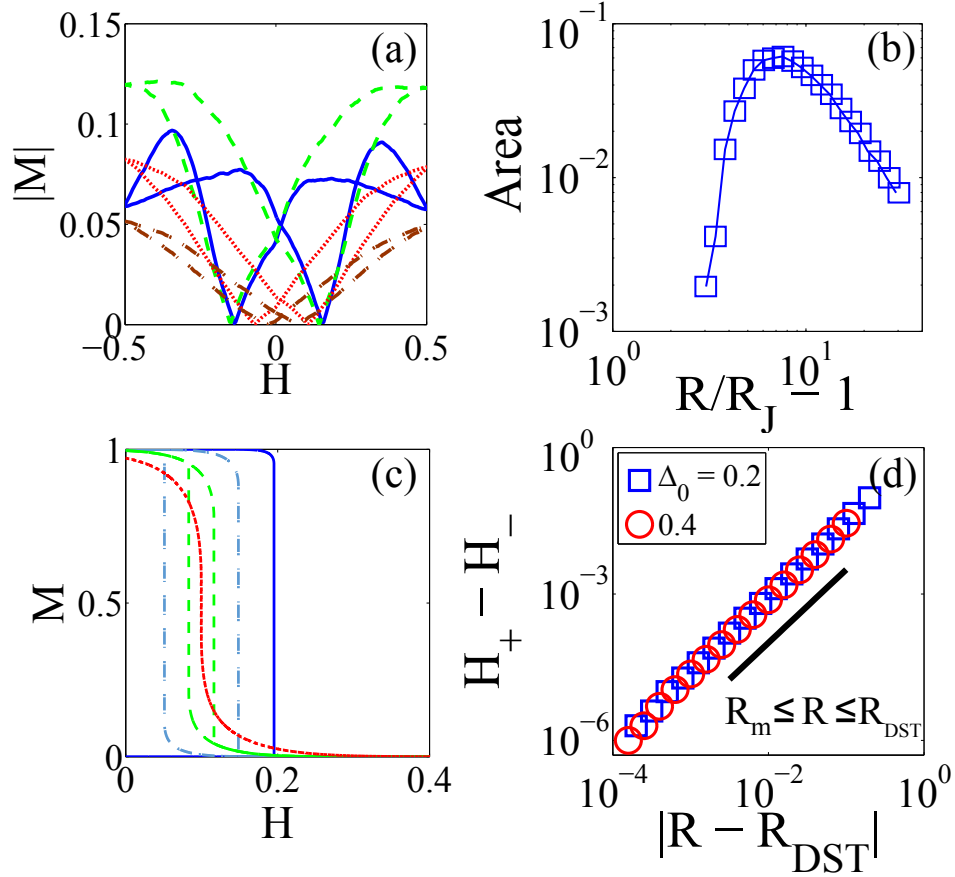 (a)
|M|
0.15
0.1
0.05
0
−0.5
0
0.5
H
(b)
Area
10^-1
10^-2
10^-3
10^0
10^1
R/R_J − 1
(c)
M
1
0.5
0
0
0.2
0.4
H
(d)
H_+ − H_-
10^0
10^-3
10^-6
Δ_0 = 0.2
0.4
R_m ≤ R ≤ R_DST
10^-4
10^-2
10^0
|R − R_DST|